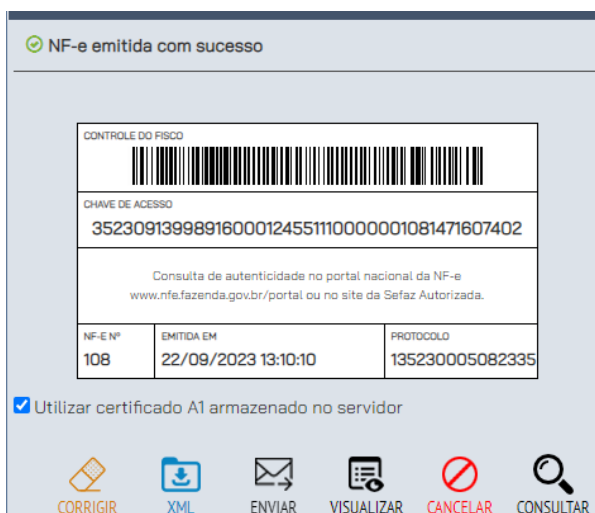 NF-e emitida com sucesso
CONTROLE DO FISCO
CHAVE DE ACESSO
35230913998916000124551110000001081471607402
Consulta de autenticidade no portal nacional da NF-e
www.nfe.fazenda.gov.br/portal ou no site da Sefaz Autorizada.
NF-E Nº EMITIDA EM PROTOCOLO
108 22/09/2023 13:10:10 135230005082335
Utilizar certificado A1 armazenado no servidor
CORRIGIR XML ENVIAR VISUALIZAR CANCELAR CONSULTAR